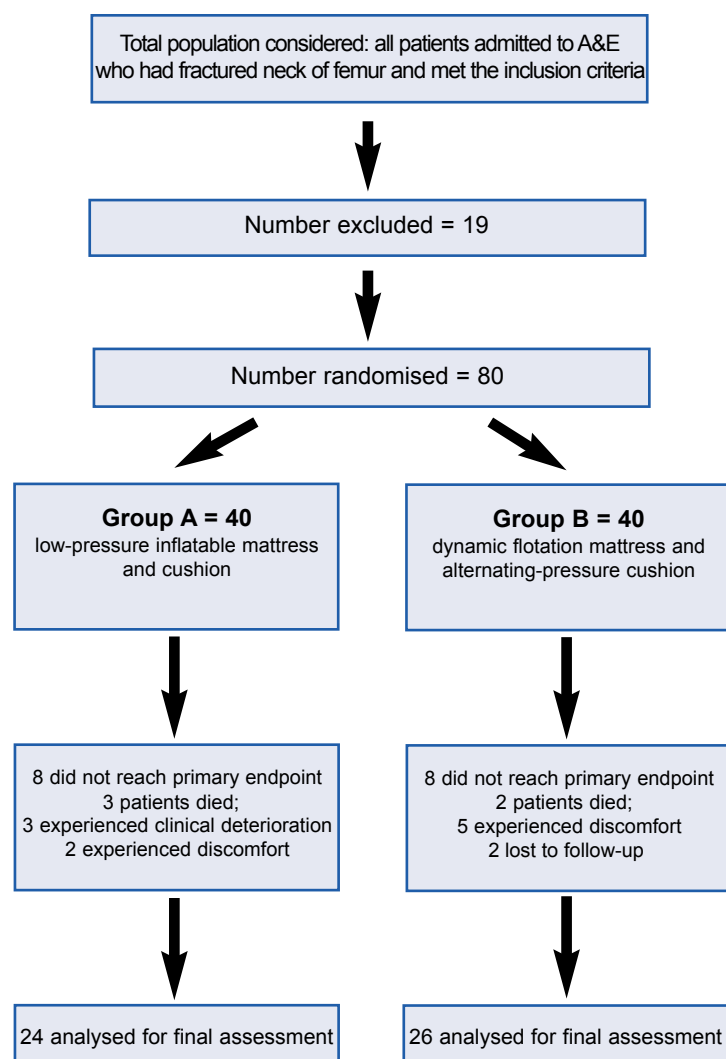 Total population considered: all patients admitted to A&E
who had fractured neck of femur and met the inclusion criteria
Number excluded = 19
Number randomised = 80
Group A = 40
low-pressure inflatable mattress
and cushion
Group B = 40
dynamic flotation mattress and
alternating-pressure cushion
8 did not reach primary endpoint
3 patients died;
3 experienced clinical deterioration
2 experienced discomfort
8 did not reach primary endpoint
2 patients died;
5 experienced discomfort
2 lost to follow-up
24 analysed for final assessment
26 analysed for final assessment